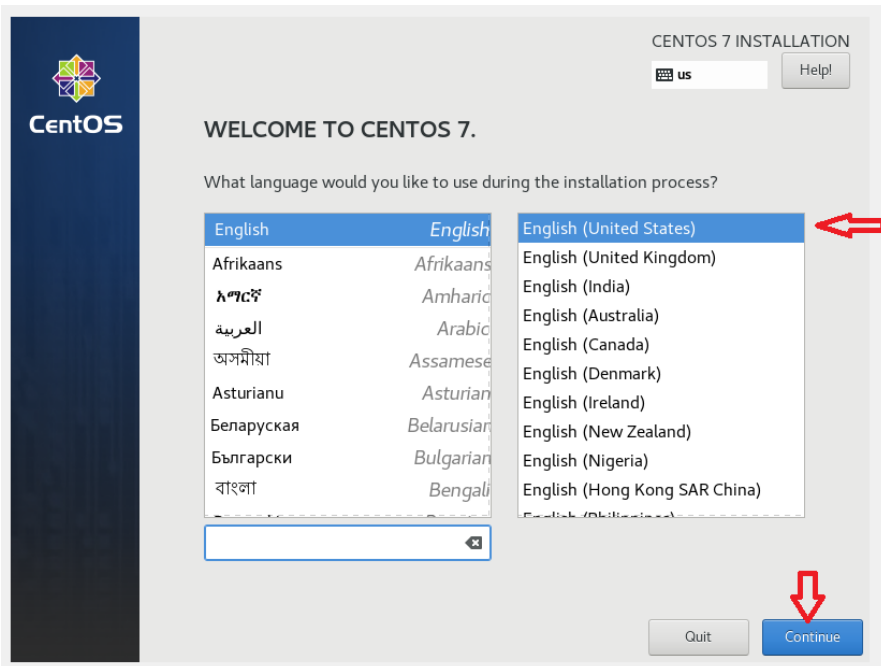 CENTOS 7 INSTALLATION
us
Help!
CentOS
WELCOME TO CENTOS 7.
What language would you like to use during the installation process?
English English
Afrikaans Afrikaans
አማርኛ Amharic
العربية Arabic
অসমীয়া Assamese
Asturianu Asturian
Беларуская Belarusian
Български Bulgarian
বাংলা Bengali
English (United States)
English (United Kingdom)
English (India)
English (Australia)
English (Canada)
English (Denmark)
English (Ireland)
English (New Zealand)
English (Nigeria)
English (Hong Kong SAR China)
English (Philippines)
Quit
Continue